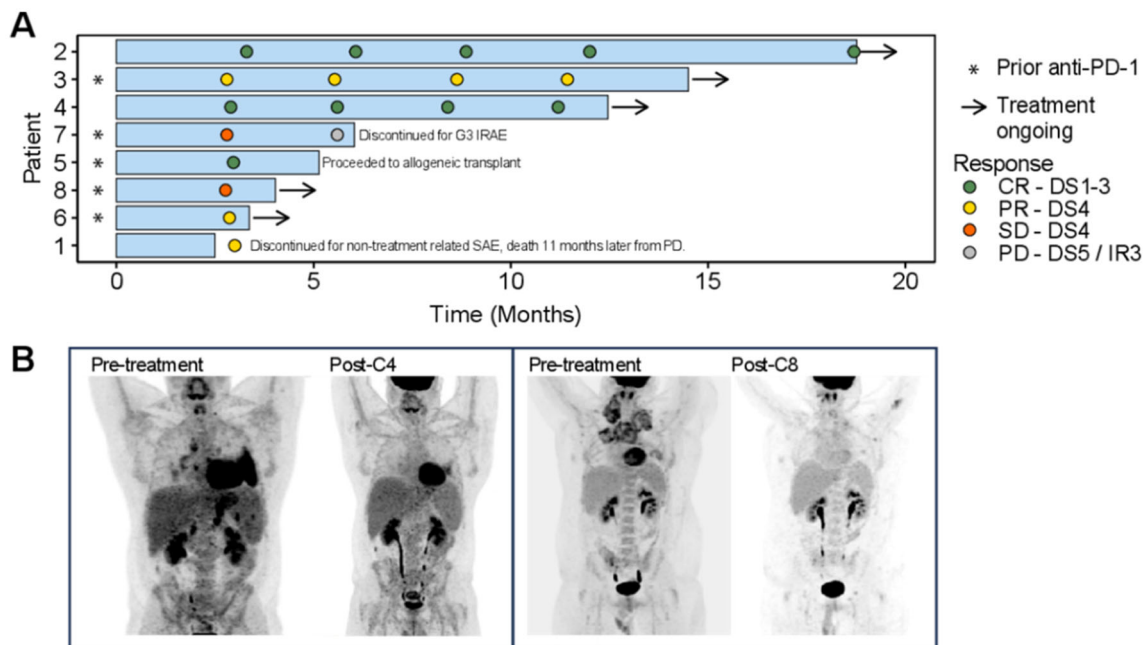 A
Patient
2
3 *
4
7 * Discontinued for G3 IRAE
5 * Proceeded to allogeneic transplant
8 *
6 *
1 Discontinued for non-treatment related SAE, death 11 months later from PD.
0 5 10 15 20
Time (Months)
* Prior anti-PD-1
Treatment
ongoing
Response
CR - DS1-3
PR - DS4
SD - DS4
PD - DS5 / IR3
B
Pre-treatment Post-C4 Pre-treatment Post-C8